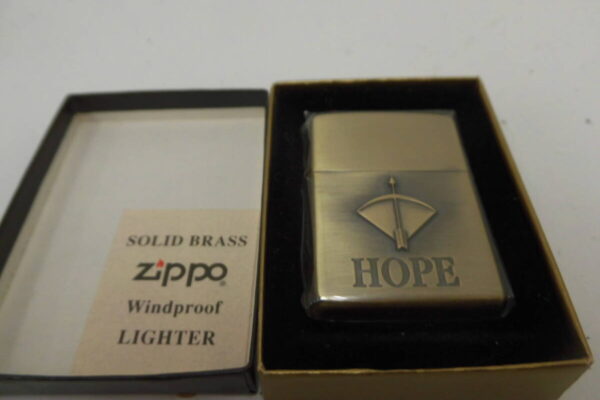 SOLID BRASS
zippo®
Windproof
LIGHTER
HOPE